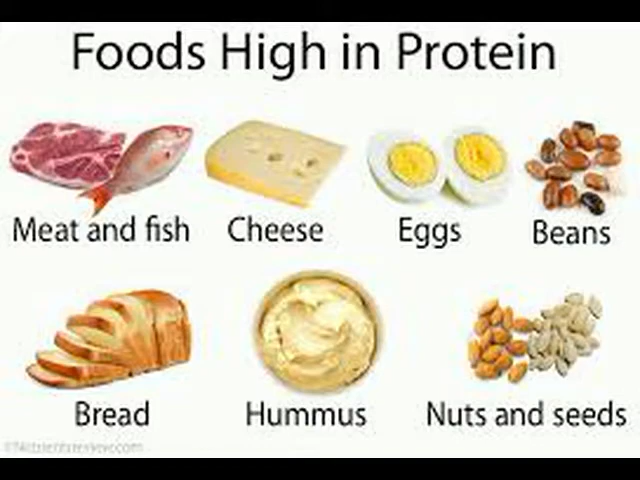 Foods High in Protein
Meat and fish
Cheese
Eggs
Beans
Bread
Hummus
Nuts and seeds